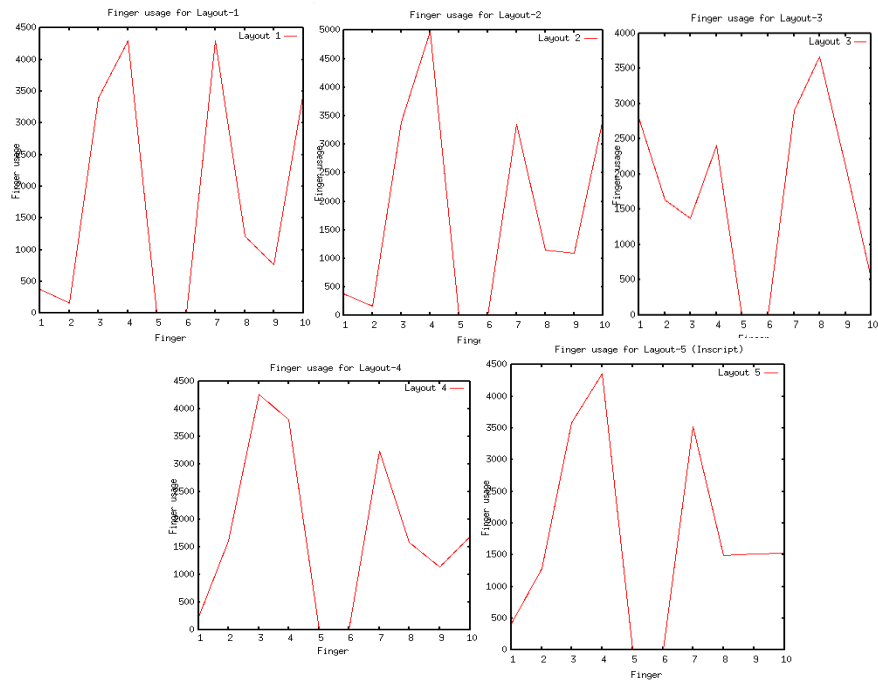 Finger usage for Layout-1
Layout 1
4500
4000
3500
3000
2500
2000
1500
1000
500
0
Finger usage
1 2 3 4 5 6 7 8 9 10
Finger
Finger usage for Layout-2
Layout 2
5000
4500
4000
3500
3000
2500
2000
1500
1000
500
0
Finger usage
1 2 3 4 5 6 7 8 9 10
Finge
Finger usage for Layout-3
Layout 3
4000
3500
3000
2500
2000
1500
1000
500
0
Finger usage
1 2 3 4 5 6 7 8 9 10
Finger
Finger usage for Layout-4
Layout 4
4500
4000
3500
3000
2500
2000
1500
1000
500
0
Finger usage
1 2 3 4 5 6 7 8 9 10
Finger
Finger usage for Layout-5 (Inscript)
Layout 5
4500
4000
3500
3000
2500
2000
1500
1000
500
0
Finger usage
1 2 3 4 5 6 7 8 9 10
Finger